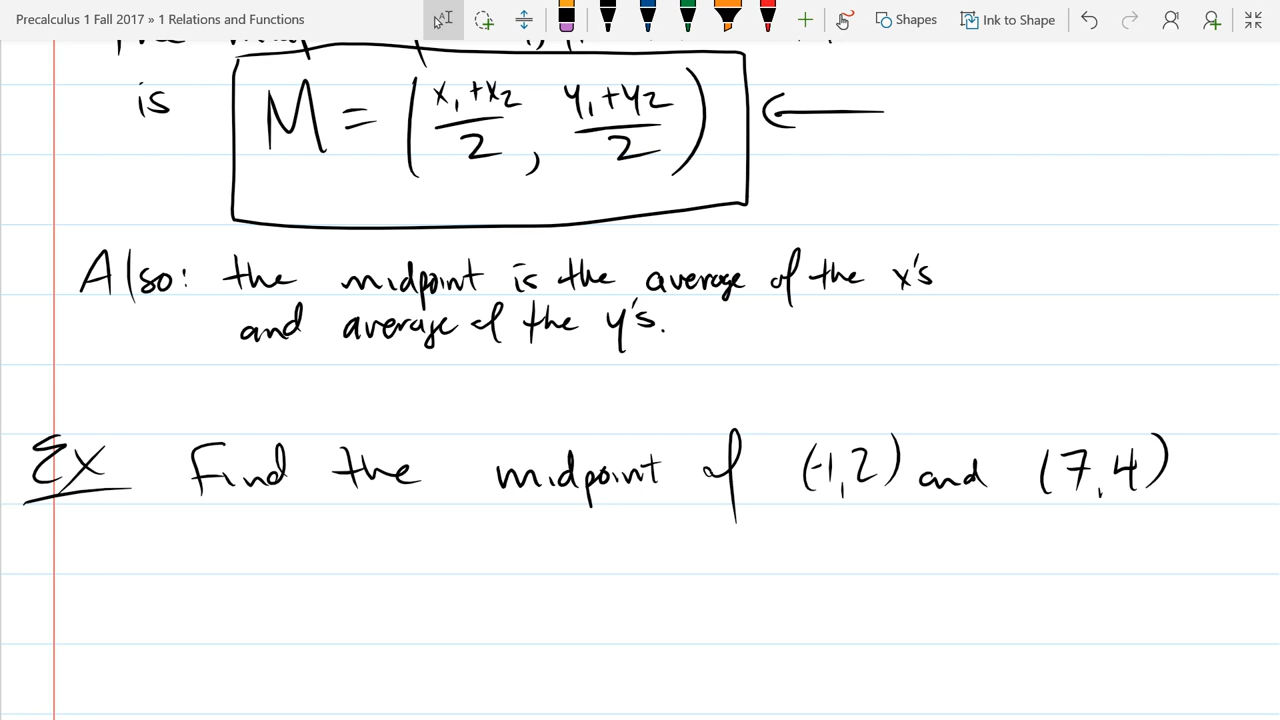 Precalculus 1 Fall 2017 » 1 Relations and Functions
Shapes
Ink to Shape
is M = (x₁+x₂/2, y₁+y₂/2)
Also: the midpoint is the average of the x's
and average of the y's.
Ex Find the midpoint of (-1,2) and (7,4)